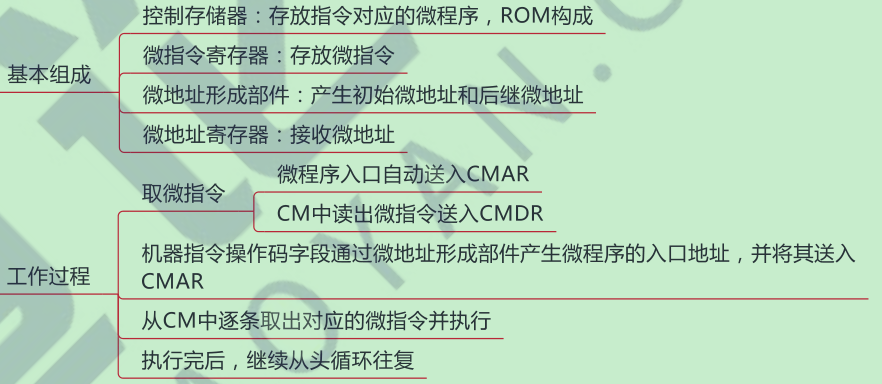 控制存储器：存放指令对应的微程序，ROM构成
微指令寄存器：存放微指令
基本组成
微地址形成部件：产生初始微地址和后继微地址
微地址寄存器：接收微地址
微程序入口自动送入CMAR
取微指令
CM中读出微指令送入CMDR
机器指令操作码字段通过微地址形成部件产生微程序的入口地址，并将其送入
CMAR
工作过程
从CM中逐条取出对应的微指令并执行
执行完后，继续从头循环往复